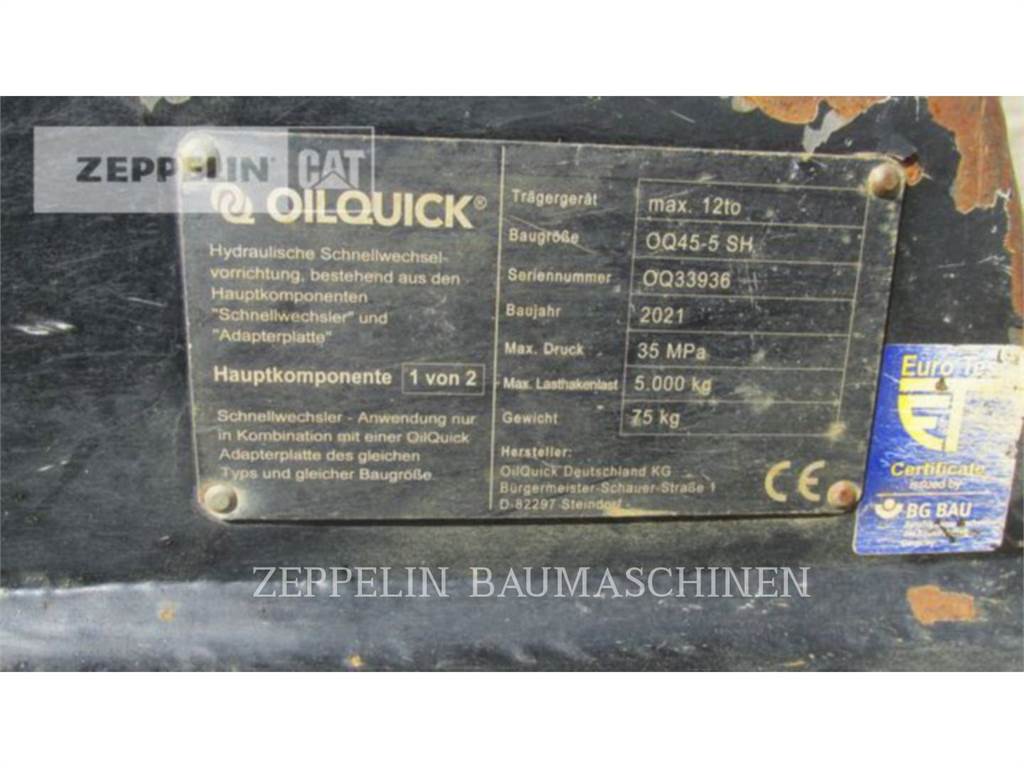 ZEPPELIN CAT
OILQUICK®
Hydraulische Schnellwechsel-
vorrichtung, bestehend aus den
Hauptkomponenten
"Schnellwechsler" und
"Adapterplatte"
Hauptkomponente 1 von 2
Schnellwechsler - Anwendung nur
in Kombination mit einer OilQuick
Adapterplatte des gleichen
Typs und gleicher Baugröße.
Trägergerät max. 12to
Baugröße OQ45-5 SH
Seriennummer OQ33936
Baujahr 2021
Max. Druck 35 MPa
Max. Lasthakenlast 5.000 kg
Gewicht 75 kg
Hersteller:
OilQuick Deutschland KG
Bürgermeister-Schauer-Straße 1
D-82297 Steindorf
CE
Euro Te
ET
Certificate
issued by
BG BAU
ZEPPELIN BAUMASCHINEN